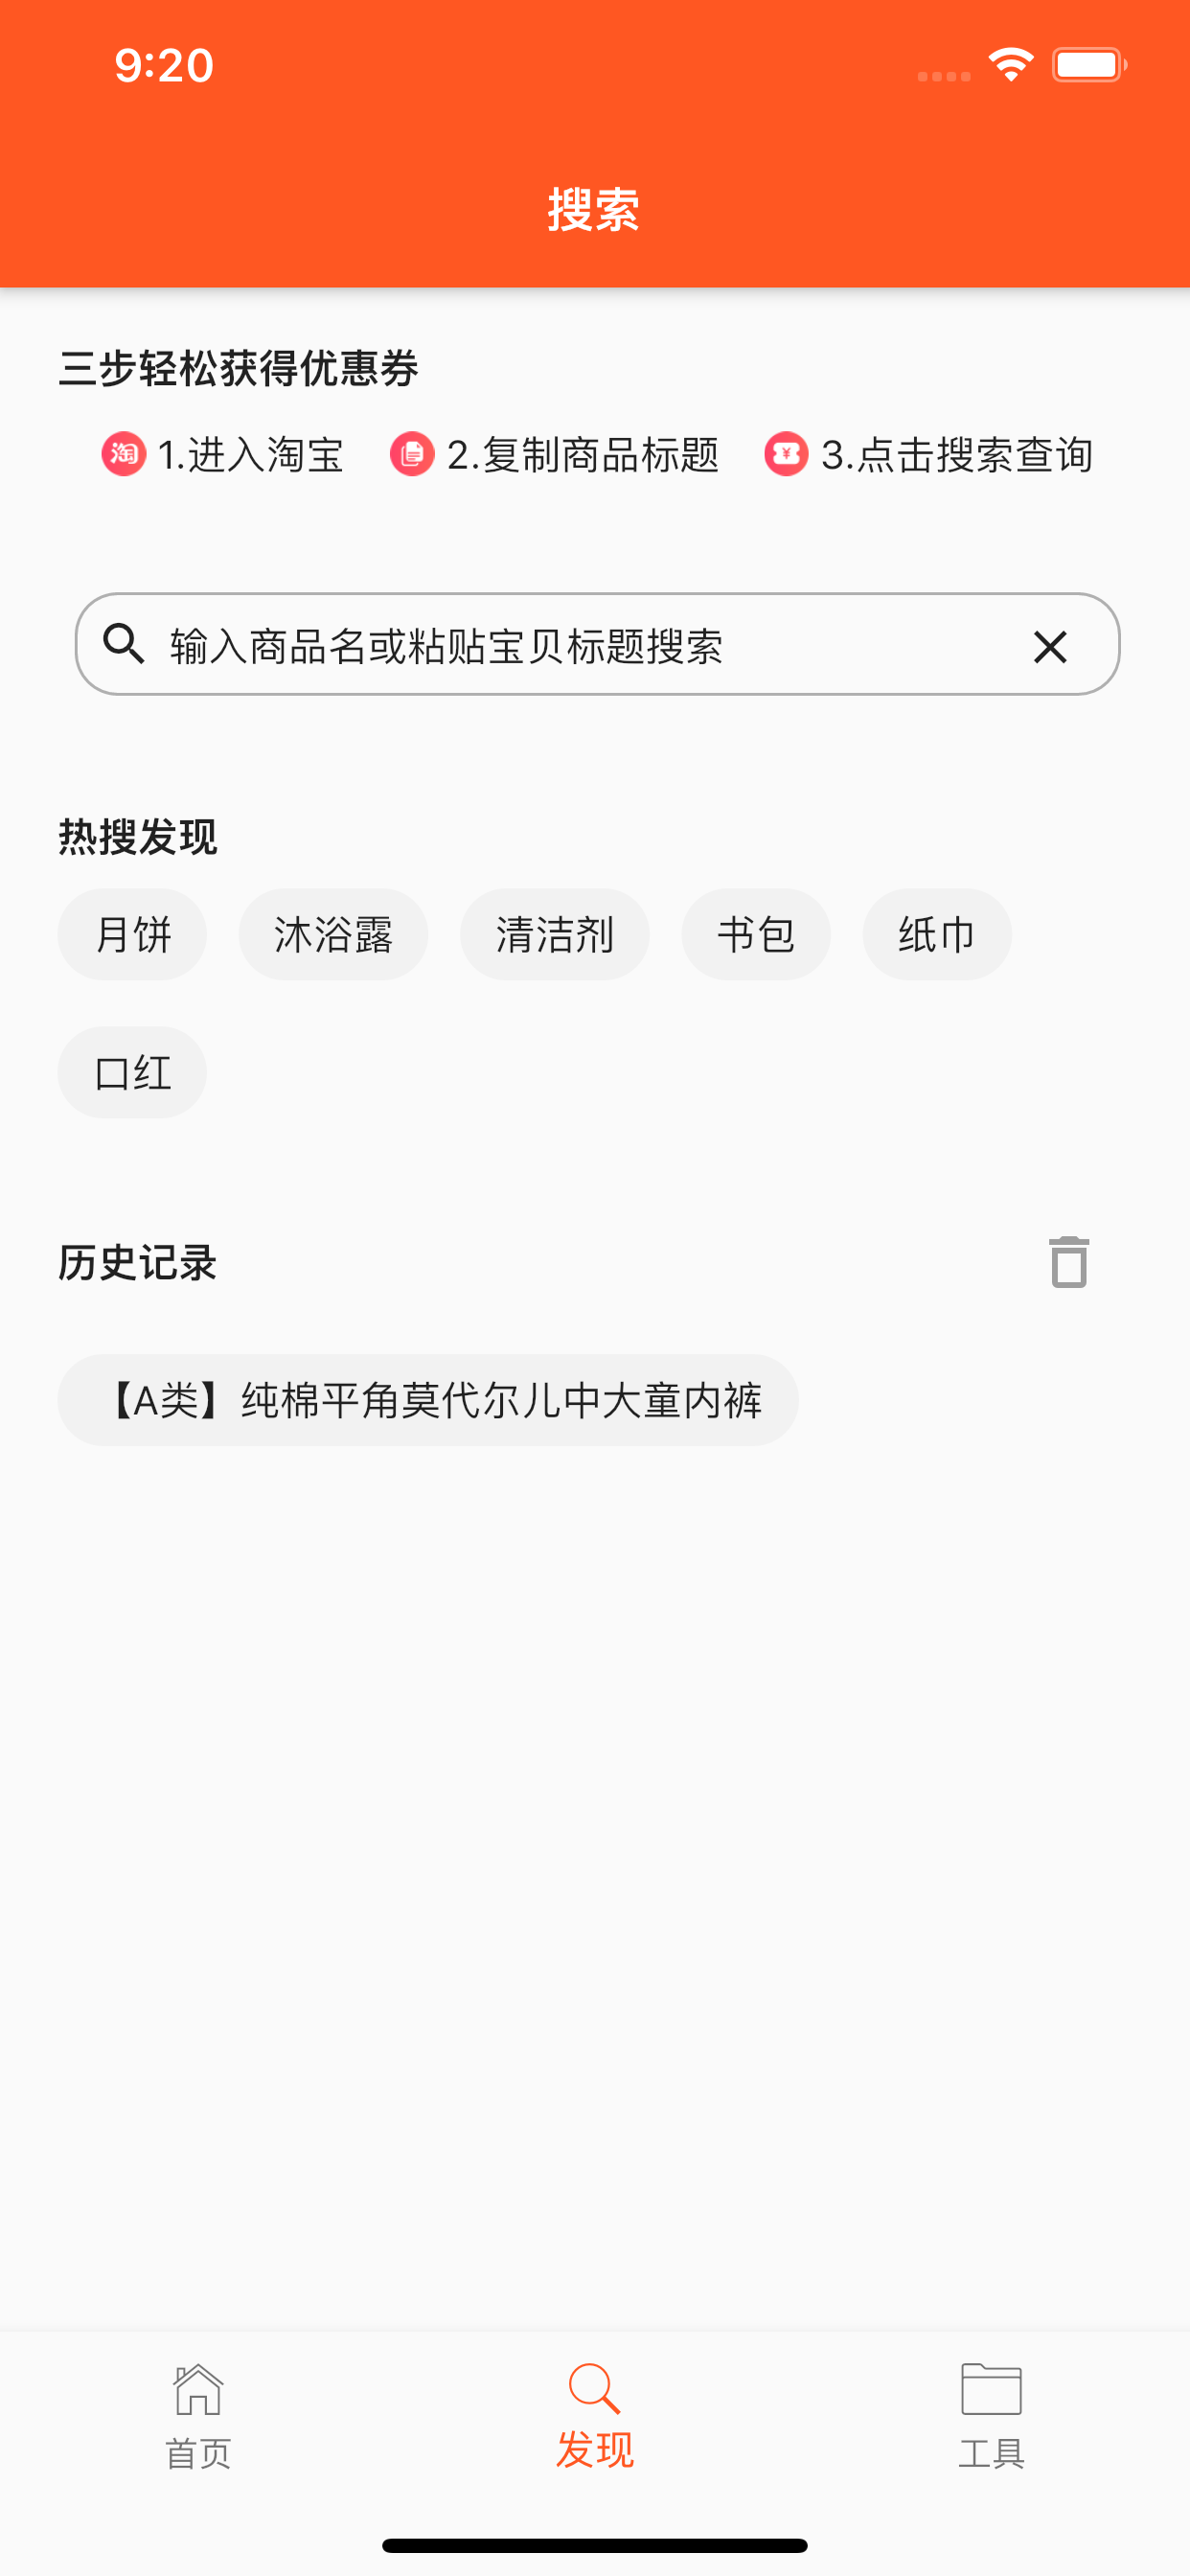 9:20
搜索
三步轻松获得优惠券
淘 1.进入淘宝 2.复制商品标题 ¥ 3.点击搜索查询
输入商品名或粘贴宝贝标题搜索
热搜发现
月饼 沐浴露 清洁剂 书包 纸巾
口红
历史记录
【A类】纯棉平角莫代尔儿中大童内裤
首页 发现 工具